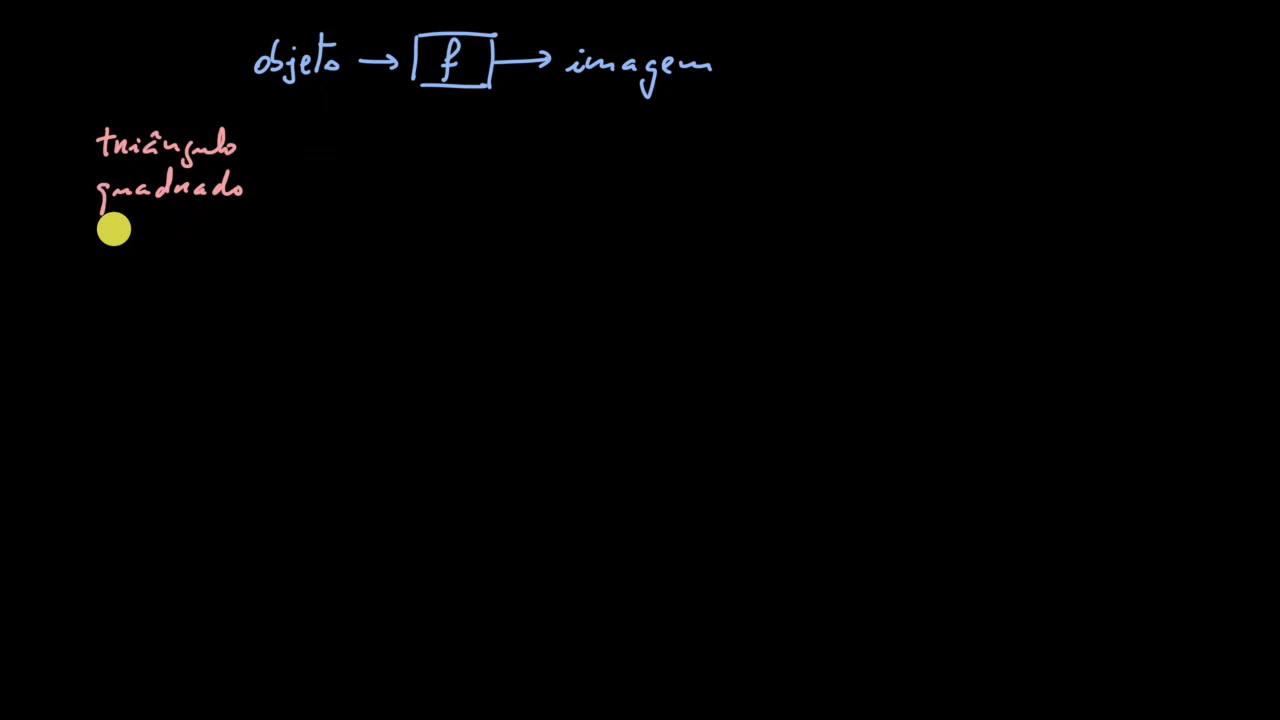 objeto → f → imagem
triângulo
quadrado